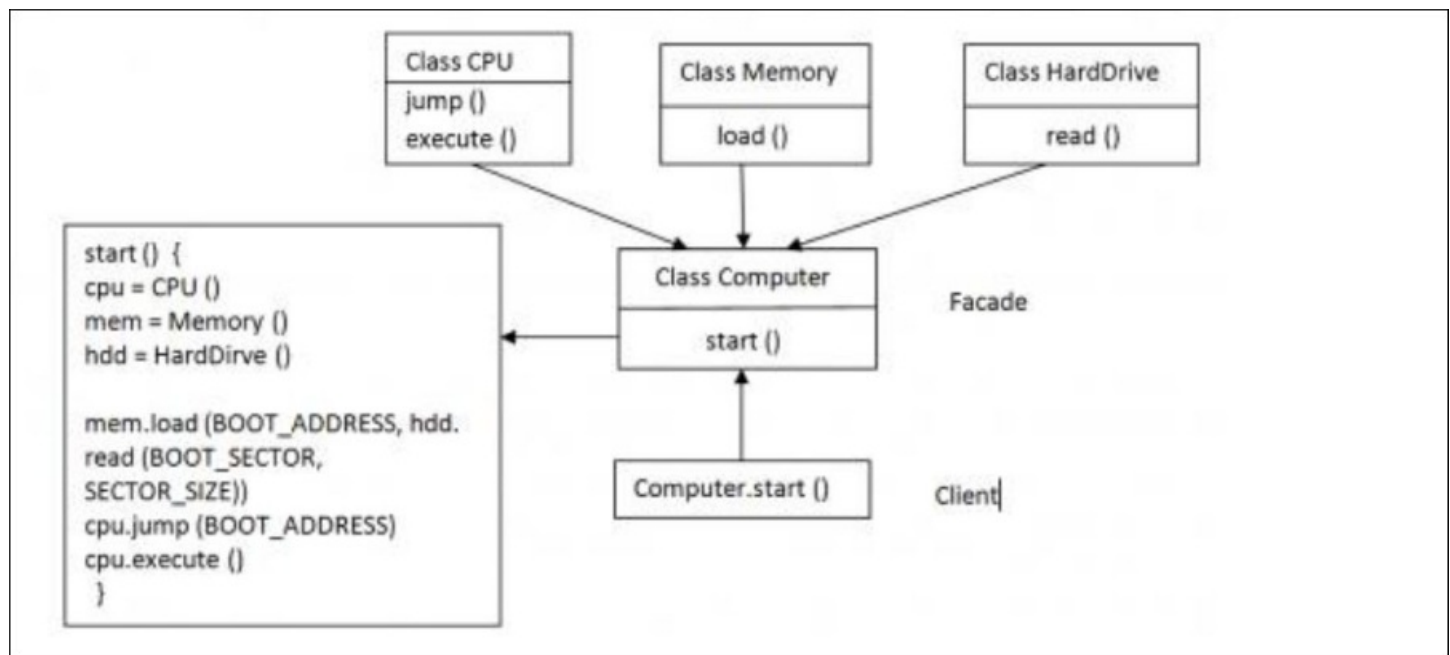 Class CPU
jump ()
execute ()
Class Memory
load ()
Class HardDrive
read ()
start () {
cpu = CPU ()
mem = Memory ()
hdd = HardDirve ()
mem.load (BOOT_ADDRESS, hdd.
read (BOOT_SECTOR,
SECTOR_SIZE))
cpu.jump (BOOT_ADDRESS)
cpu.execute ()
}
Class Computer
start ()
Facade
Computer.start ()
Client